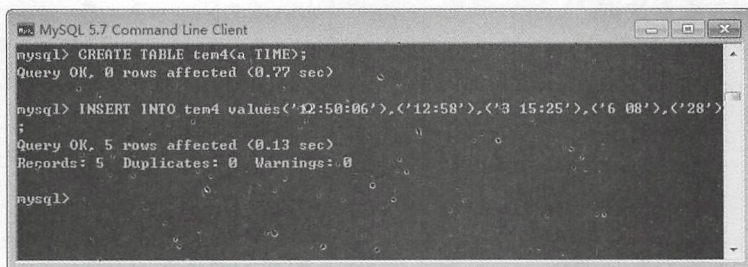 MySQL 5.7 Command Line Client
mysql> CREATE TABLE tem4(a TIME);
Query OK, 0 rows affected (0.77 sec)
mysql> INSERT INTO tem4 values('12:50:06'),('12:58'),('3 15:25'),('6 08'),('28')
;
Query OK, 5 rows affected (0.13 sec)
Records: 5  Duplicates: 0  Warnings: 0
mysql>